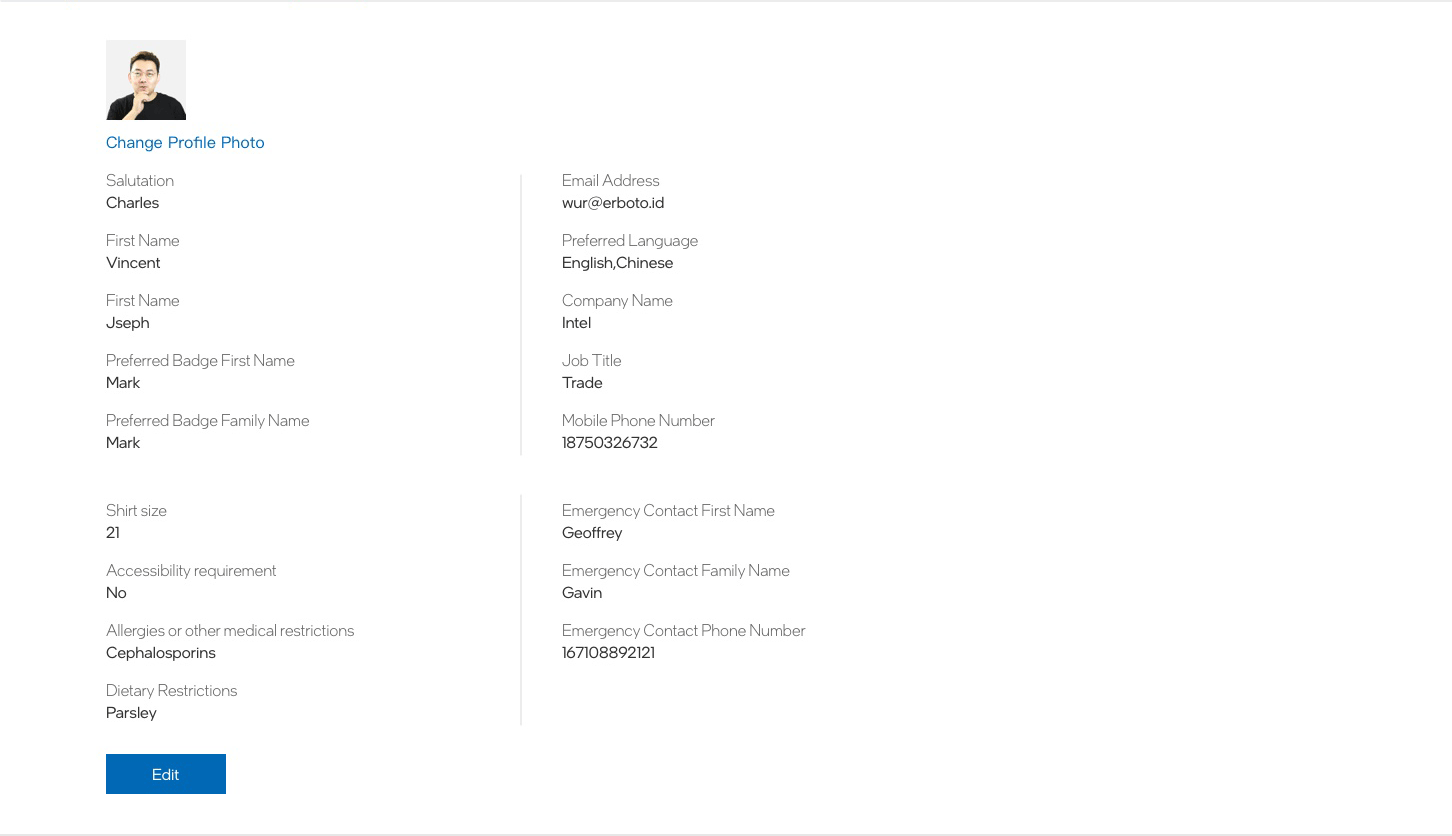 Change Profile Photo
Salutation
Charles
First Name
Vincent
First Name
Jseph
Preferred Badge First Name
Mark
Preferred Badge Family Name
Mark
Email Address
wur@erboto.id
Preferred Language
English,Chinese
Company Name
Intel
Job Title
Trade
Mobile Phone Number
18750326732
Shirt size
21
Accessibility requirement
No
Allergies or other medical restrictions
Cephalosporins
Dietary Restrictions
Parsley
Emergency Contact First Name
Geoffrey
Emergency Contact Family Name
Gavin
Emergency Contact Phone Number
167108892121
Edit